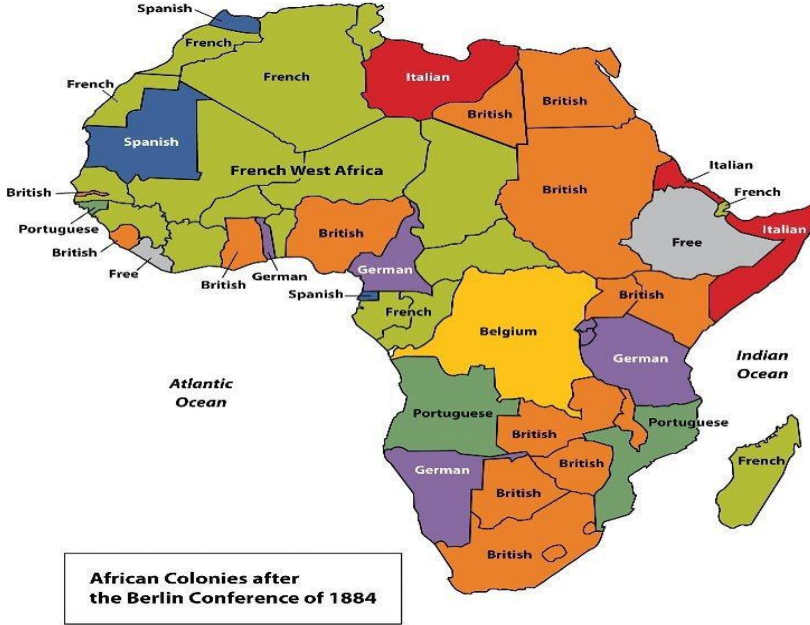 Spanish
French
French
Italian
British
British
French
Spanish
French West Africa
Italian
British
French
British
Portuguese
British
Italian
British
Free
Free
German
German
British
Spanish
French
British
Belgium
German
Indian
Ocean
Atlantic
Ocean
Portuguese
Portuguese
British
French
German
British
British
British
African Colonies after
the Berlin Conference of 1884